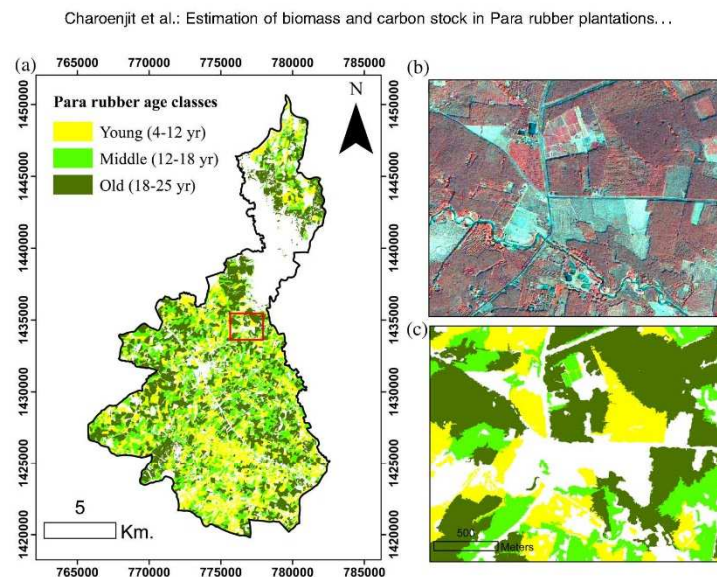 Charoenjit et al.: Estimation of biomass and carbon stock in Para rubber plantations...
(a)
765000 770000 775000 780000 785000
Para rubber age classes
Young (4-12 yr)
Middle (12-18 yr)
Old (18-25 yr)
N
1450000
1445000
1440000
1435000
1430000
1425000
1420000
1450000
1445000
1440000
1435000
1430000
1425000
1420000
5
Km.
765000 770000 775000 780000 785000
(b)
(c)
500
Meters